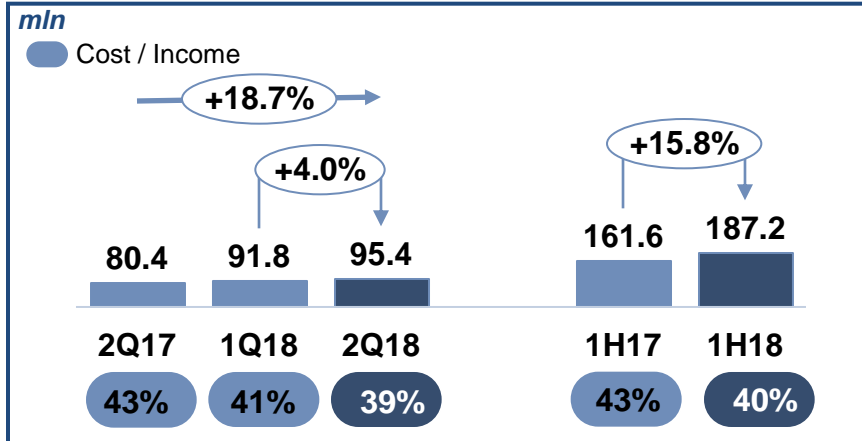 mln
Cost / Income
+18.7%
+4.0%
+15.8%
80.4 91.8 95.4 161.6 187.2
2Q17 1Q18 2Q18 1H17 1H18
43% 41% 39% 43% 40%